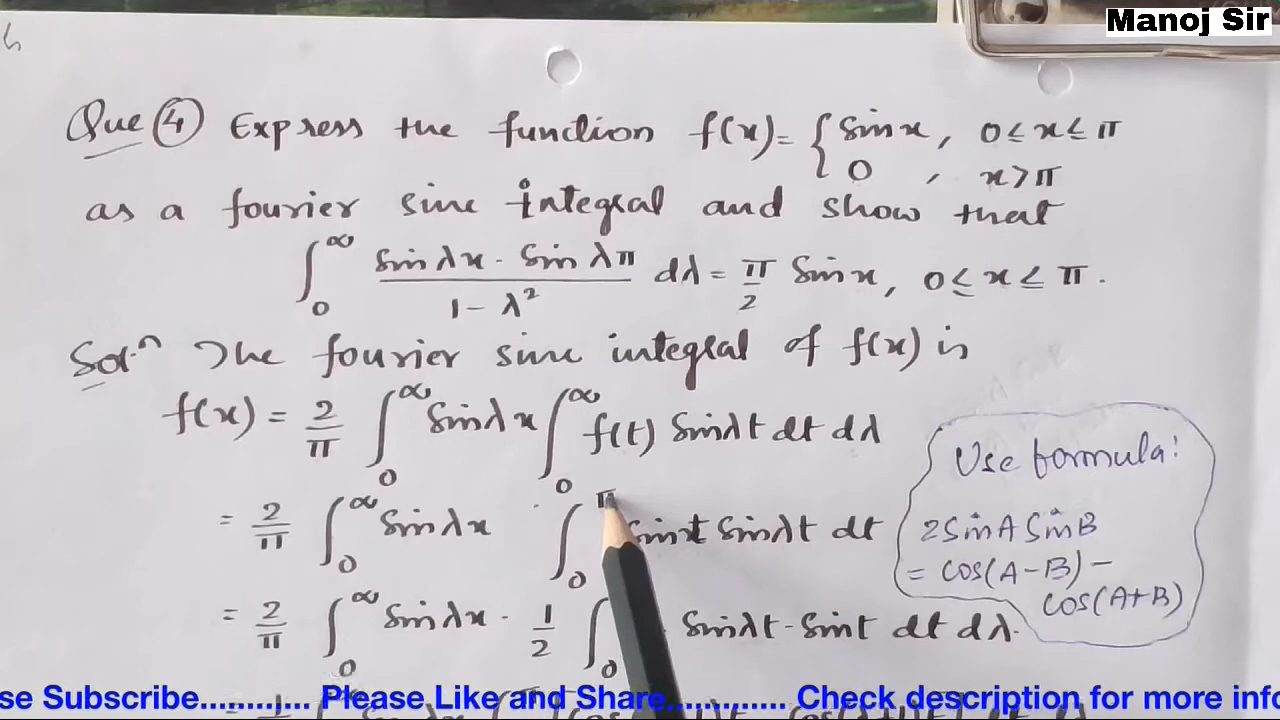 Manoj Sir
Que 4 Express the function f(x) = { sin x, 0 ≤ x ≤ π
0 , x > π
as a fourier sine integral and show that
∫₀^∞ (sin λx · sin λπ)/(1 - λ²) dλ = π/2 sin x, 0 ≤ x ≤ π.
Solⁿ The fourier sine integral of f(x) is
f(x) = 2/π ∫₀^∞ sin λx ∫₀^∞ f(t) sin λt dt dλ
= 2/π ∫₀^∞ sin λx ∫₀^π sin t sin λt dt
= 2/π ∫₀^∞ sin λx · 1/2 ∫₀ sin λt · sin t dt dλ.
Use formula:
2 sin A sin B
= cos(A-B) -
cos(A+B)
se Subscribe........j... Please Like and Share............. Check description for more info